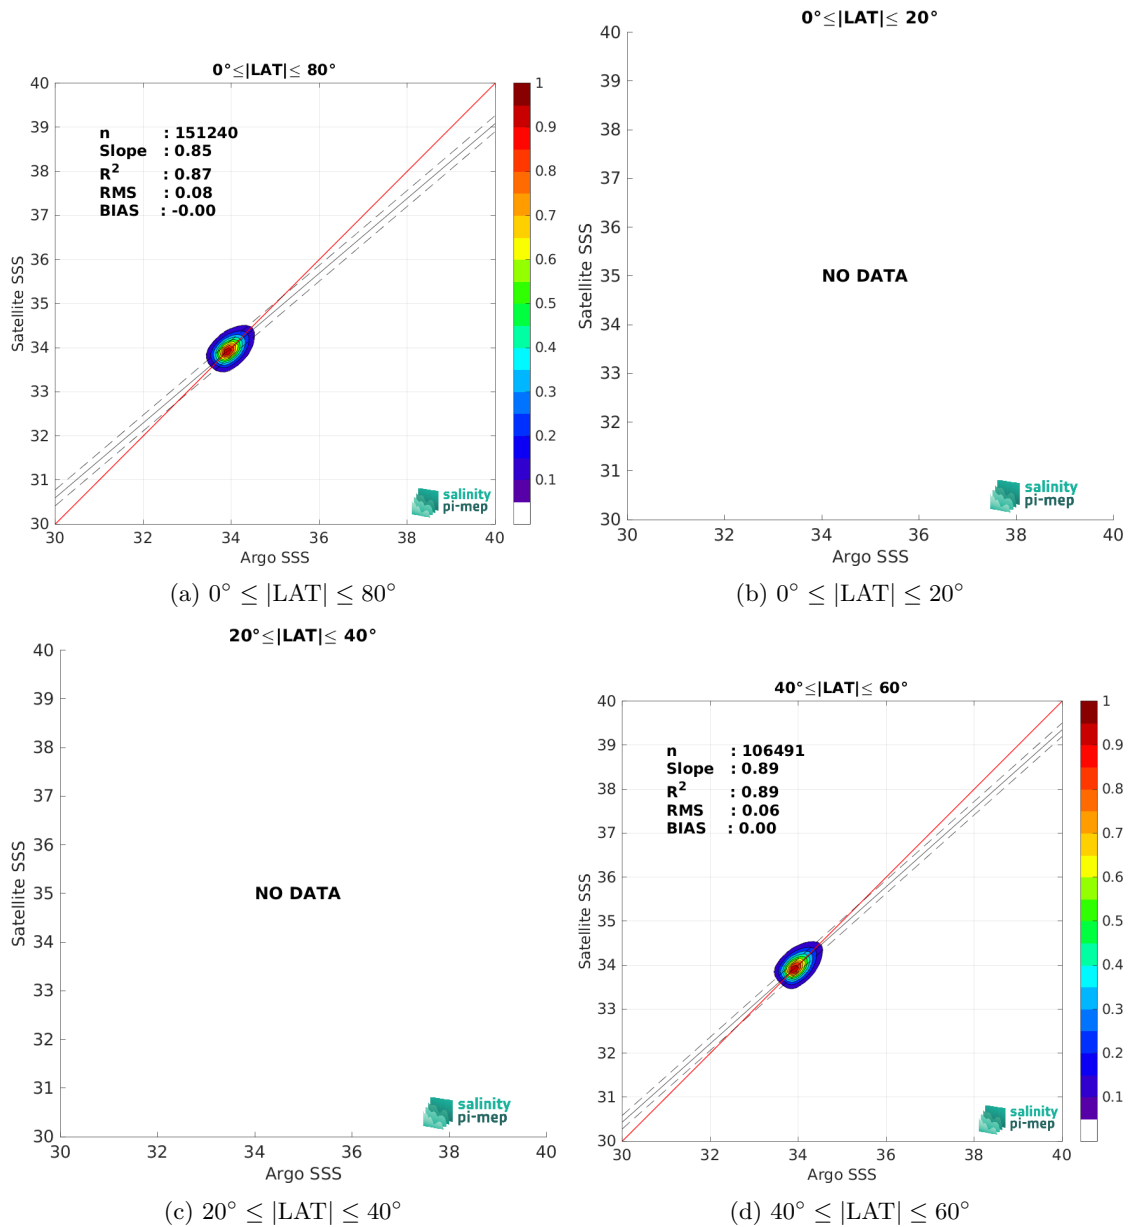 0°≤|LAT|≤ 80°
40
39
38
37
36
35
34
33
32
31
30
Satellite SSS
n : 151240
Slope : 0.85
R² : 0.87
RMS : 0.08
BIAS : -0.00
salinity
pi-mep
30 32 34 36 38 40
Argo SSS
1
0.9
0.8
0.7
0.6
0.5
0.4
0.3
0.2
0.1
(a) 0° ≤ |LAT| ≤ 80°
0°≤|LAT|≤ 20°
40
39
38
37
36
35
34
33
32
31
30
Satellite SSS
NO DATA
salinity
pi-mep
30 32 34 36 38 40
Argo SSS
(b) 0° ≤ |LAT| ≤ 20°
20°≤|LAT|≤ 40°
40
39
38
37
36
35
34
33
32
31
30
Satellite SSS
NO DATA
salinity
pi-mep
30 32 34 36 38 40
Argo SSS
(c) 20° ≤ |LAT| ≤ 40°
40°≤|LAT|≤ 60°
40
39
38
37
36
35
34
33
32
31
30
Satellite SSS
n : 106491
Slope : 0.89
R² : 0.89
RMS : 0.06
BIAS : 0.00
salinity
pi-mep
30 32 34 36 38 40
Argo SSS
1
0.9
0.8
0.7
0.6
0.5
0.4
0.3
0.2
0.1
(d) 40° ≤ |LAT| ≤ 60°